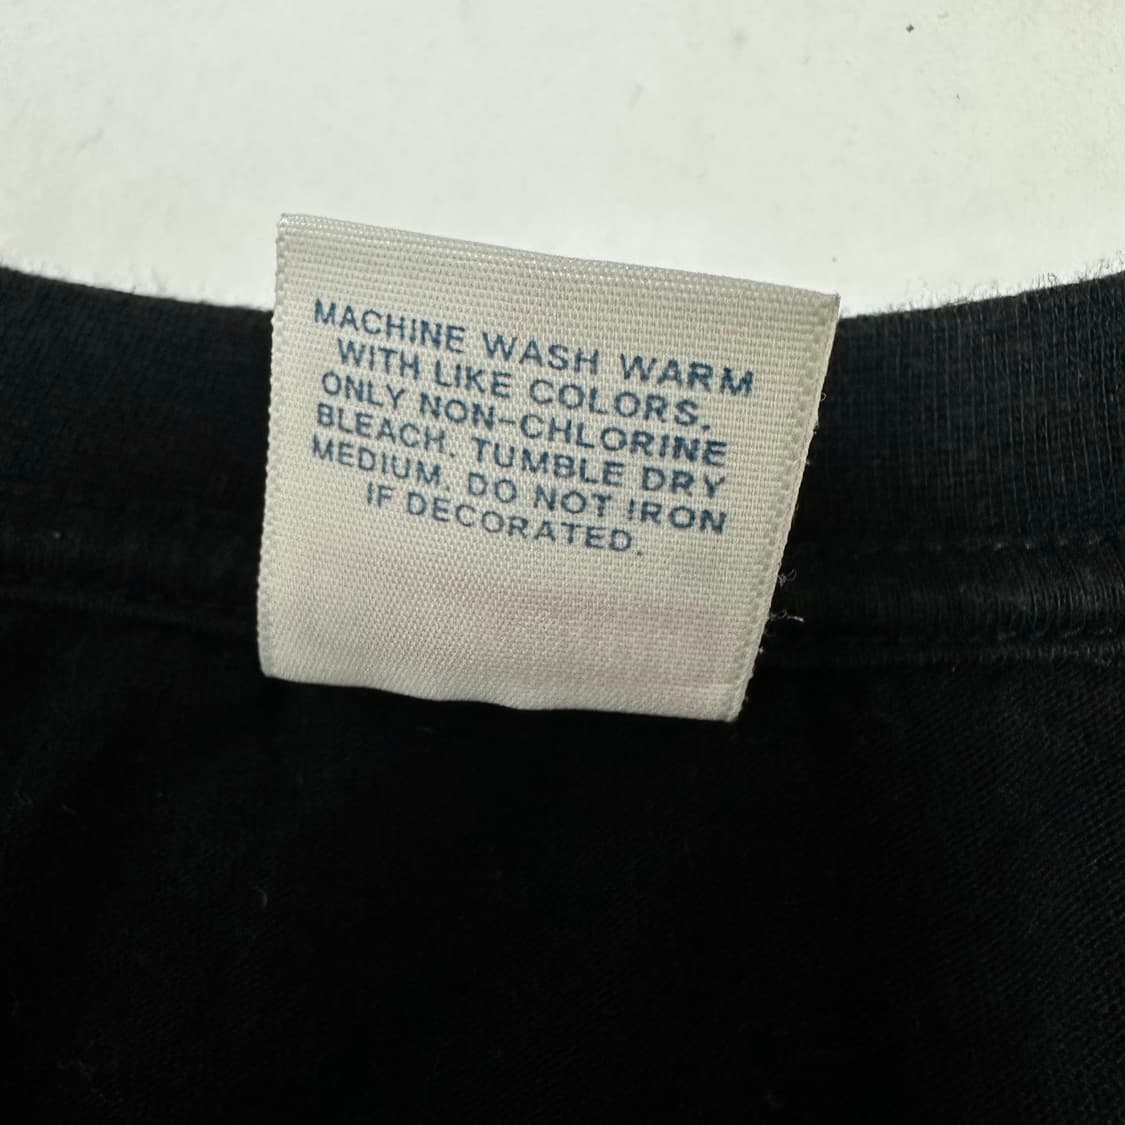 MACHINE WASH WARM
WITH LIKE COLORS.
ONLY NON-CHLORINE
BLEACH. TUMBLE DRY
MEDIUM. DO NOT IRON
IF DECORATED.